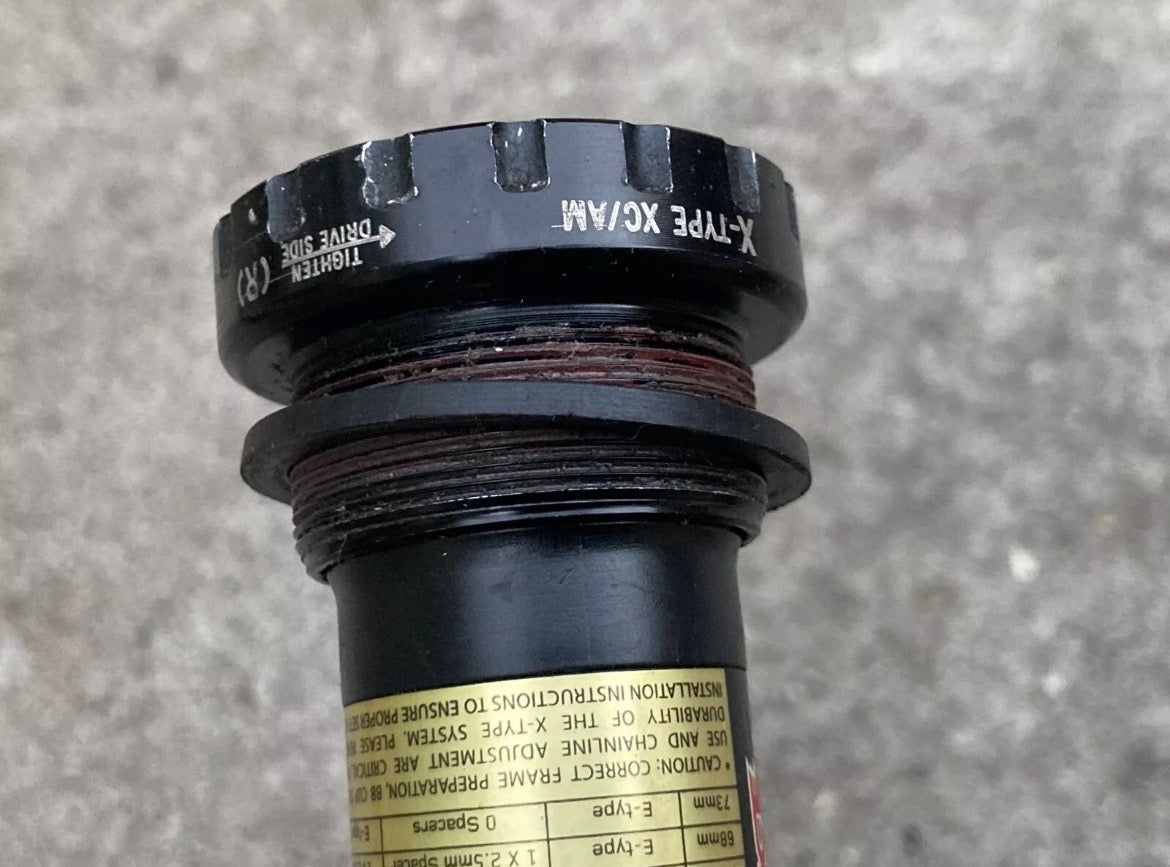 68mm E-type 1 X 2.5mm Spacer
73mm E-type 0 Spacers
* CAUTION: CORRECT FRAME PREPARATION, BB CUP
USE AND CHAINLINE ADJUSTMENT ARE CRITICAL
DURABILITY OF THE X-TYPE SYSTEM. PLEASE
INSTALLATION INSTRUCTIONS TO ENSURE PROPER
X-TYPE XC/AM
TIGHTEN
DRIVE SIDE
(R)